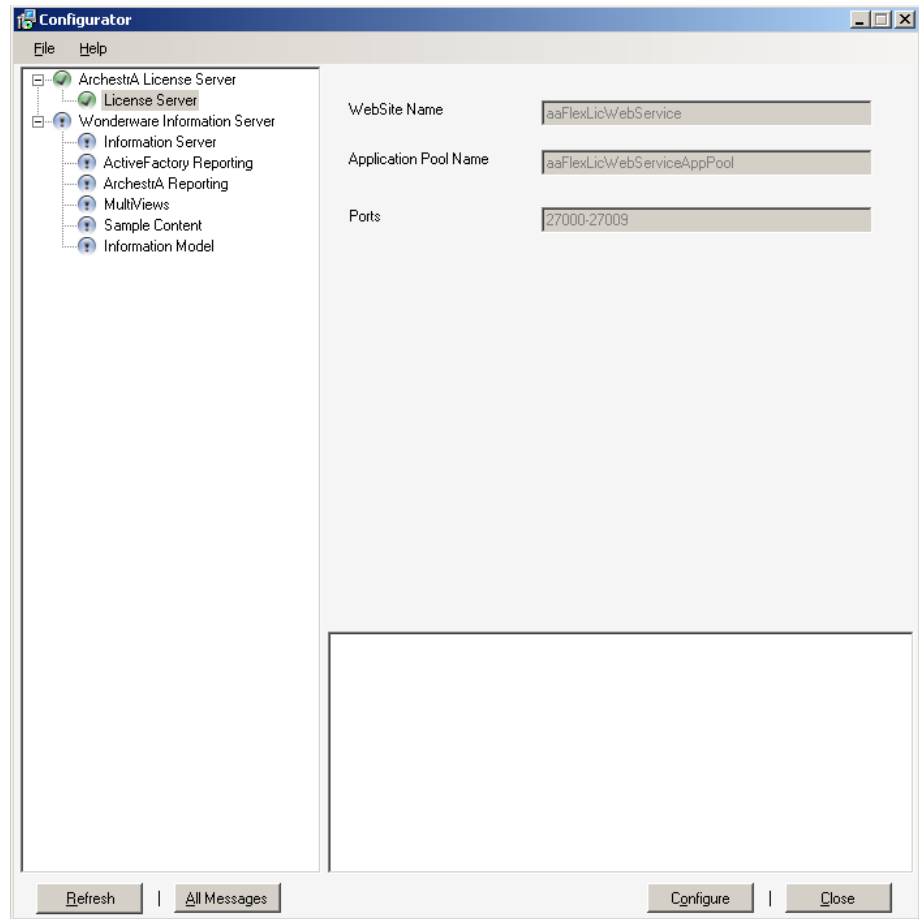 Configurator
File Help
ArchestrA License Server
License Server
Wonderware Information Server
Information Server
ActiveFactory Reporting
ArchestrA Reporting
MultiViews
Sample Content
Information Model
WebSite Name aaFlexLicWebService
Application Pool Name aaFlexLicWebServiceAppPool
Ports 27000-27009
Refresh | All Messages Configure | Close